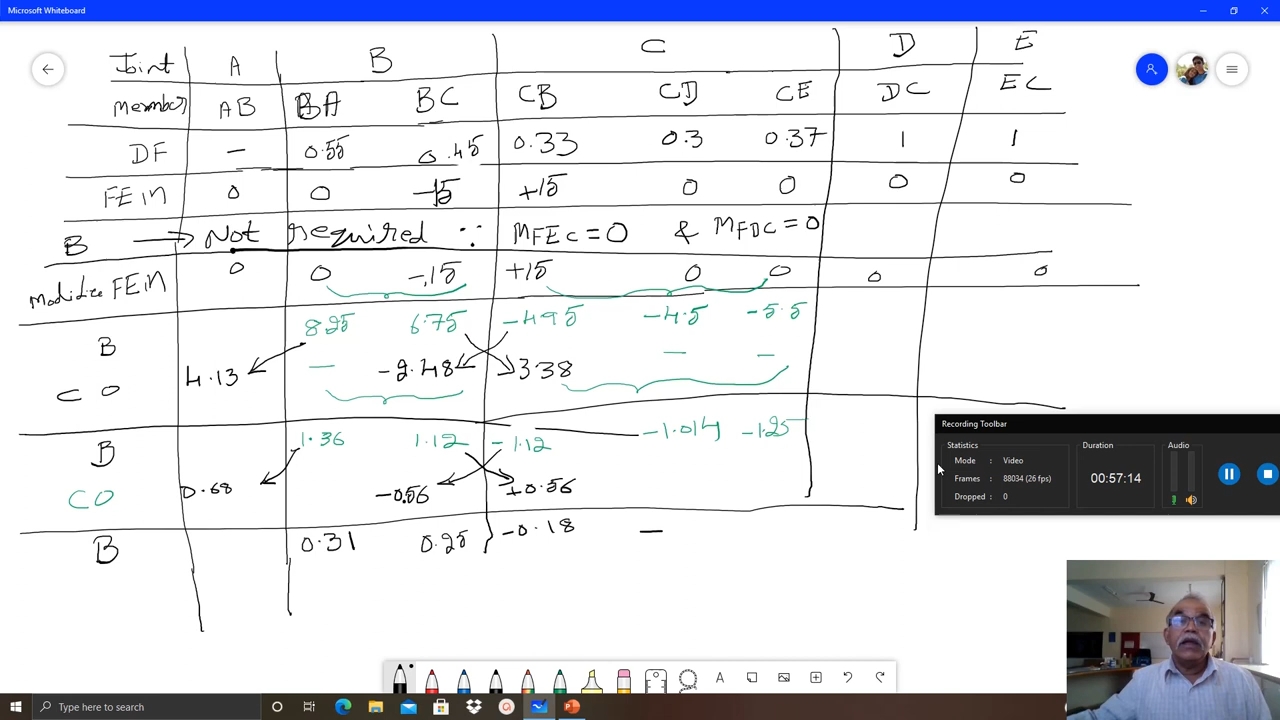 Microsoft Whiteboard
Joint A B C D E
member AB BA BC CB CD CE DC EC
DF - 0.55 0.45 0.33 0.3 0.37 1 1
FEM 0 0 -15 +15 0 0 0 0
B → Not required ∵ MFEC = 0 & MFDC = 0
FEM 0 0 -15 +15 0 0 0 0
B 8.25 6.75 -4.95 -4.5 -5.5
CO 4.13 - -2.48 3.38 - -
B 1.36 1.12 -1.12 -1.014 -1.25
CO 0.68 -0.56 +0.56
B 0.31 0.25 -0.18 -
Recording Toolbar
Statistics Duration Audio
Mode : Video
Frames : 88034 (26 fps) 00:57:14
Dropped : 0
Type here to search